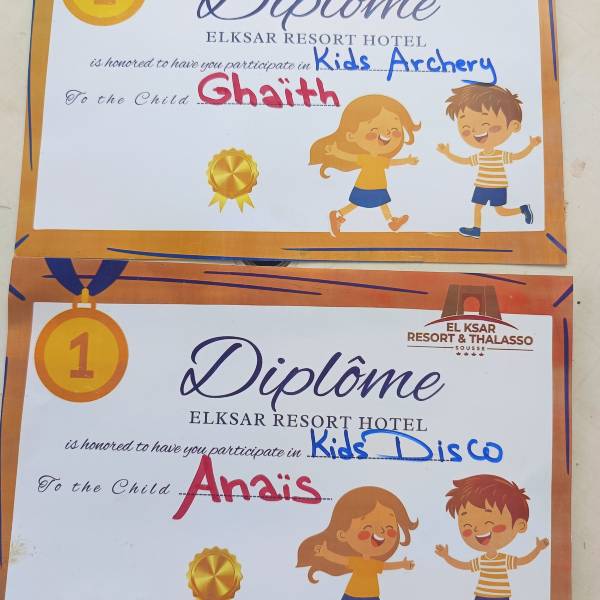 Diplôme
ELKSAR RESORT HOTEL
is honored to have you participate in Kids Archery
To the Child Ghaïth
1
EL KSAR
RESORT & THALASSO
SOUSSE
Diplôme
ELKSAR RESORT HOTEL
is honored to have you participate in Kids Disco
To the Child Anaïs